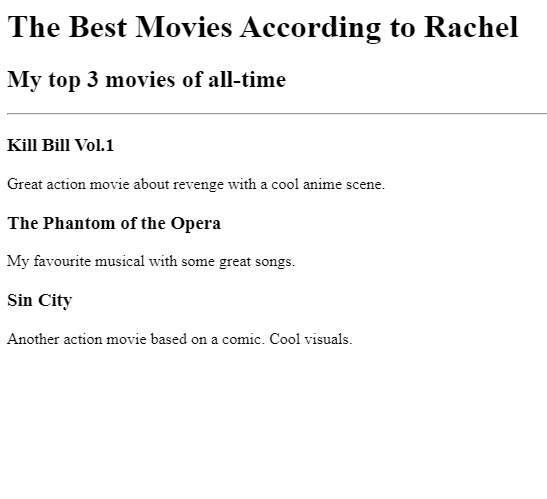 The Best Movies According to Rachel
My top 3 movies of all-time
Kill Bill Vol.1
Great action movie about revenge with a cool anime scene.
The Phantom of the Opera
My favourite musical with some great songs.
Sin City
Another action movie based on a comic. Cool visuals.